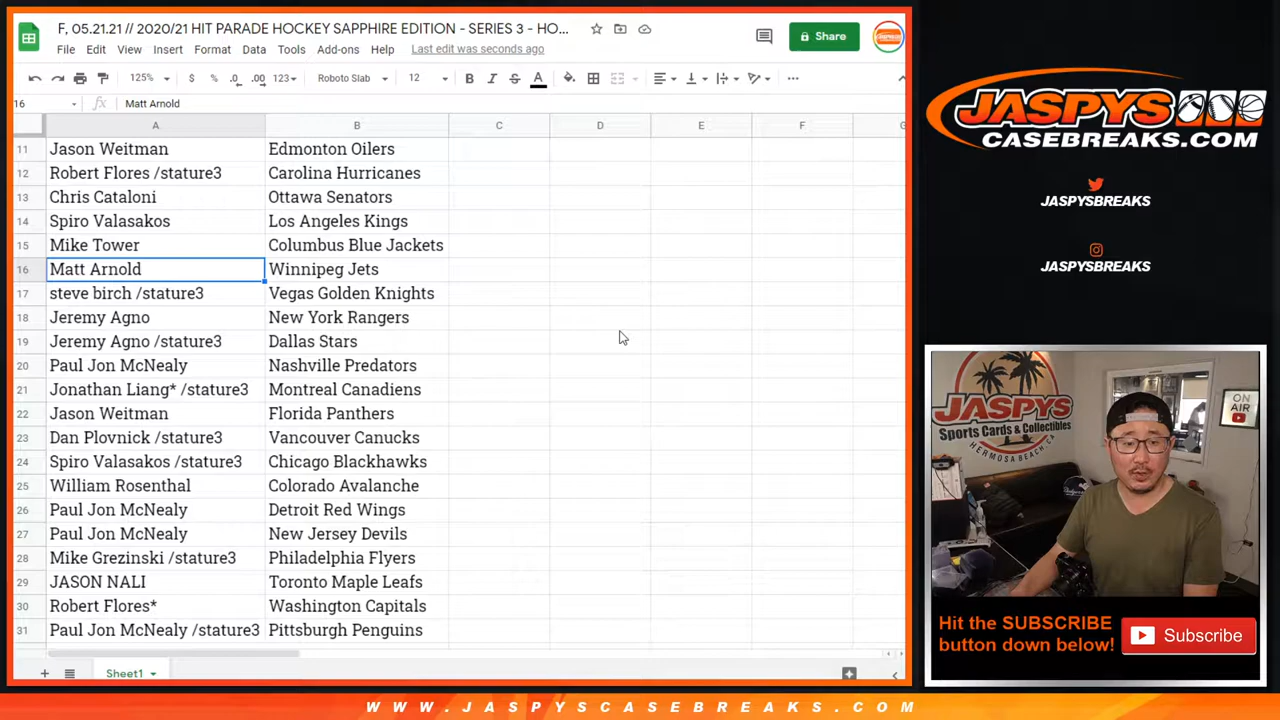 F, 05.21.21 // 2020/21 HIT PARADE HOCKEY SAPPHIRE EDITION - SERIES 3 - HO...
File Edit View Insert Format Data Tools Add-ons Help Last edit was seconds ago
Share
125% $ % .0 .00 123 Roboto Slab 12 B I S A
16 fx Matt Arnold
A B C D E F G
11 Jason Weitman Edmonton Oilers
12 Robert Flores /stature3 Carolina Hurricanes
13 Chris Cataloni Ottawa Senators
14 Spiro Valasakos Los Angeles Kings
15 Mike Tower Columbus Blue Jackets
16 Matt Arnold Winnipeg Jets
17 steve birch /stature3 Vegas Golden Knights
18 Jeremy Agno New York Rangers
19 Jeremy Agno /stature3 Dallas Stars
20 Paul Jon McNealy Nashville Predators
21 Jonathan Liang* /stature3 Montreal Canadiens
22 Jason Weitman Florida Panthers
23 Dan Plovnick /stature3 Vancouver Canucks
24 Spiro Valasakos /stature3 Chicago Blackhawks
25 William Rosenthal Colorado Avalanche
26 Paul Jon McNealy Detroit Red Wings
27 Paul Jon McNealy New Jersey Devils
28 Mike Grezinski /stature3 Philadelphia Flyers
29 JASON NALI Toronto Maple Leafs
30 Robert Flores* Washington Capitals
31 Paul Jon McNealy /stature3 Pittsburgh Penguins
Sheet1
JASPYS
CASEBREAKS.COM
JASPYSBREAKS
JASPYSBREAKS
JASPYS
Sports Cards & Collectibles
HERMOSA BEACH, CA
ON
AIR
Hit the SUBSCRIBE
button down below!
Subscribe
WWW.JASPYSCASEBREAKS.COM